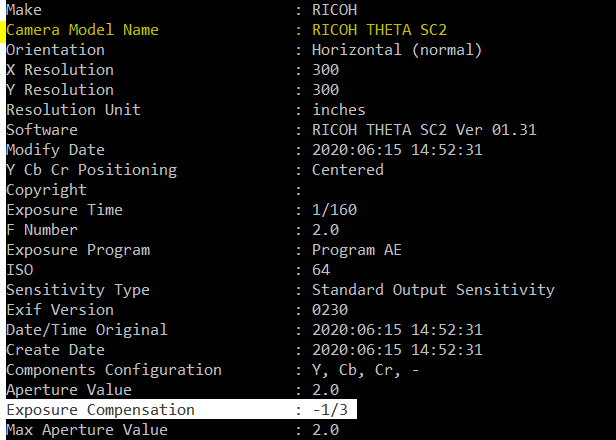 Make : RICOH
Camera Model Name : RICOH THETA SC2
Orientation : Horizontal (normal)
X Resolution : 300
Y Resolution : 300
Resolution Unit : inches
Software : RICOH THETA SC2 Ver 01.31
Modify Date : 2020:06:15 14:52:31
Y Cb Cr Positioning : Centered
Copyright :
Exposure Time : 1/160
F Number : 2.0
Exposure Program : Program AE
ISO : 64
Sensitivity Type : Standard Output Sensitivity
Exif Version : 0230
Date/Time Original : 2020:06:15 14:52:31
Create Date : 2020:06:15 14:52:31
Components Configuration : Y, Cb, Cr, -
Aperture Value : 2.0
Exposure Compensation : -1/3
Max Aperture Value : 2.0